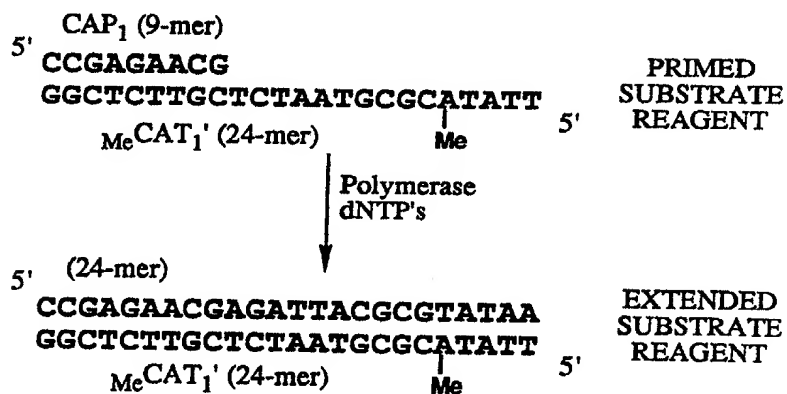 CAP₁ (9-mer)
5'
CCGAGAACG
GGCTCTTGCTCTAATGCGCATATT
Me
5'
MeCAT₁' (24-mer)
PRIMED
SUBSTRATE
REAGENT
Polymerase
dNTP's
5'
(24-mer)
CCGAGAACGAGATTACGCGTATAA
GGCTCTTGCTCTAATGCGCATATT
Me
5'
MeCAT₁' (24-mer)
EXTENDED
SUBSTRATE
REAGENT